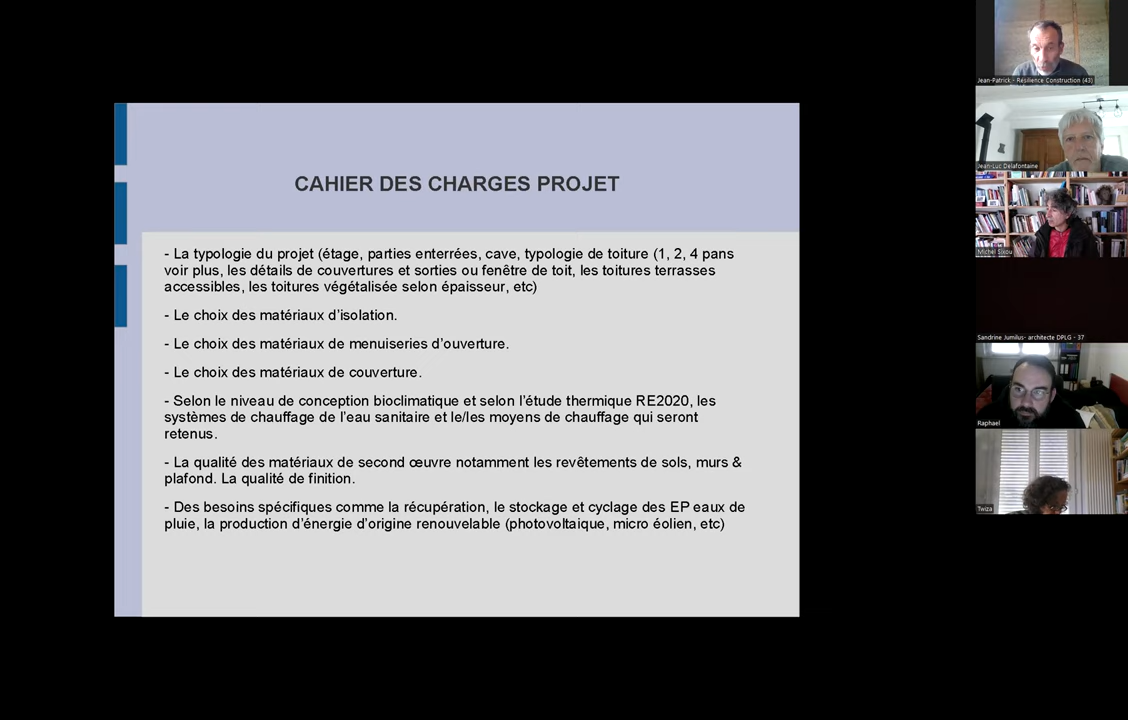 CAHIER DES CHARGES PROJET
- La typologie du projet (étage, parties enterrées, cave, typologie de toiture (1, 2, 4 pans
voir plus, les détails de couvertures et sorties ou fenêtre de toit, les toitures terrasses
accessibles, les toitures végétalisée selon épaisseur, etc)
- Le choix des matériaux d’isolation.
- Le choix des matériaux de menuiseries d’ouverture.
- Le choix des matériaux de couverture.
- Selon le niveau de conception bioclimatique et selon l’étude thermique RE2020, les
systèmes de chauffage de l’eau sanitaire et le/les moyens de chauffage qui seront
retenus.
- La qualité des matériaux de second œuvre notamment les revêtements de sols, murs &
plafond. La qualité de finition.
- Des besoins spécifiques comme la récupération, le stockage et cyclage des EP eaux de
pluie, la production d’énergie d’origine renouvelable (photovoltaique, micro éolien, etc)
Jean-Patrick - Résilience Construction (43)
Jean-Luc Delafontaine
Michel Sixou
Sandrine Jumilus- architecte DPLG - 37
Raphael
Twiza